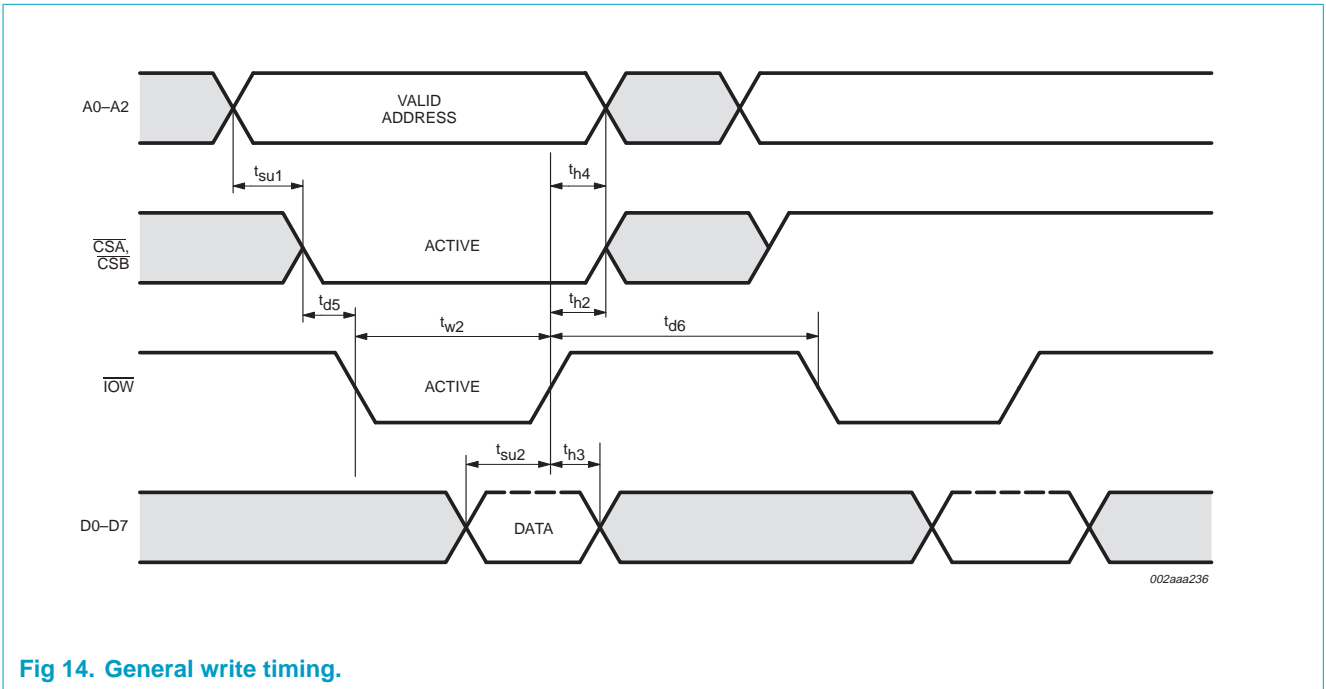 A0–A2
VALID
ADDRESS
tsu1
th4
CSA,
CSB
ACTIVE
td5
th2
tw2
td6
IOW
ACTIVE
tsu2
th3
D0–D7
DATA
002aaa236
Fig 14. General write timing.